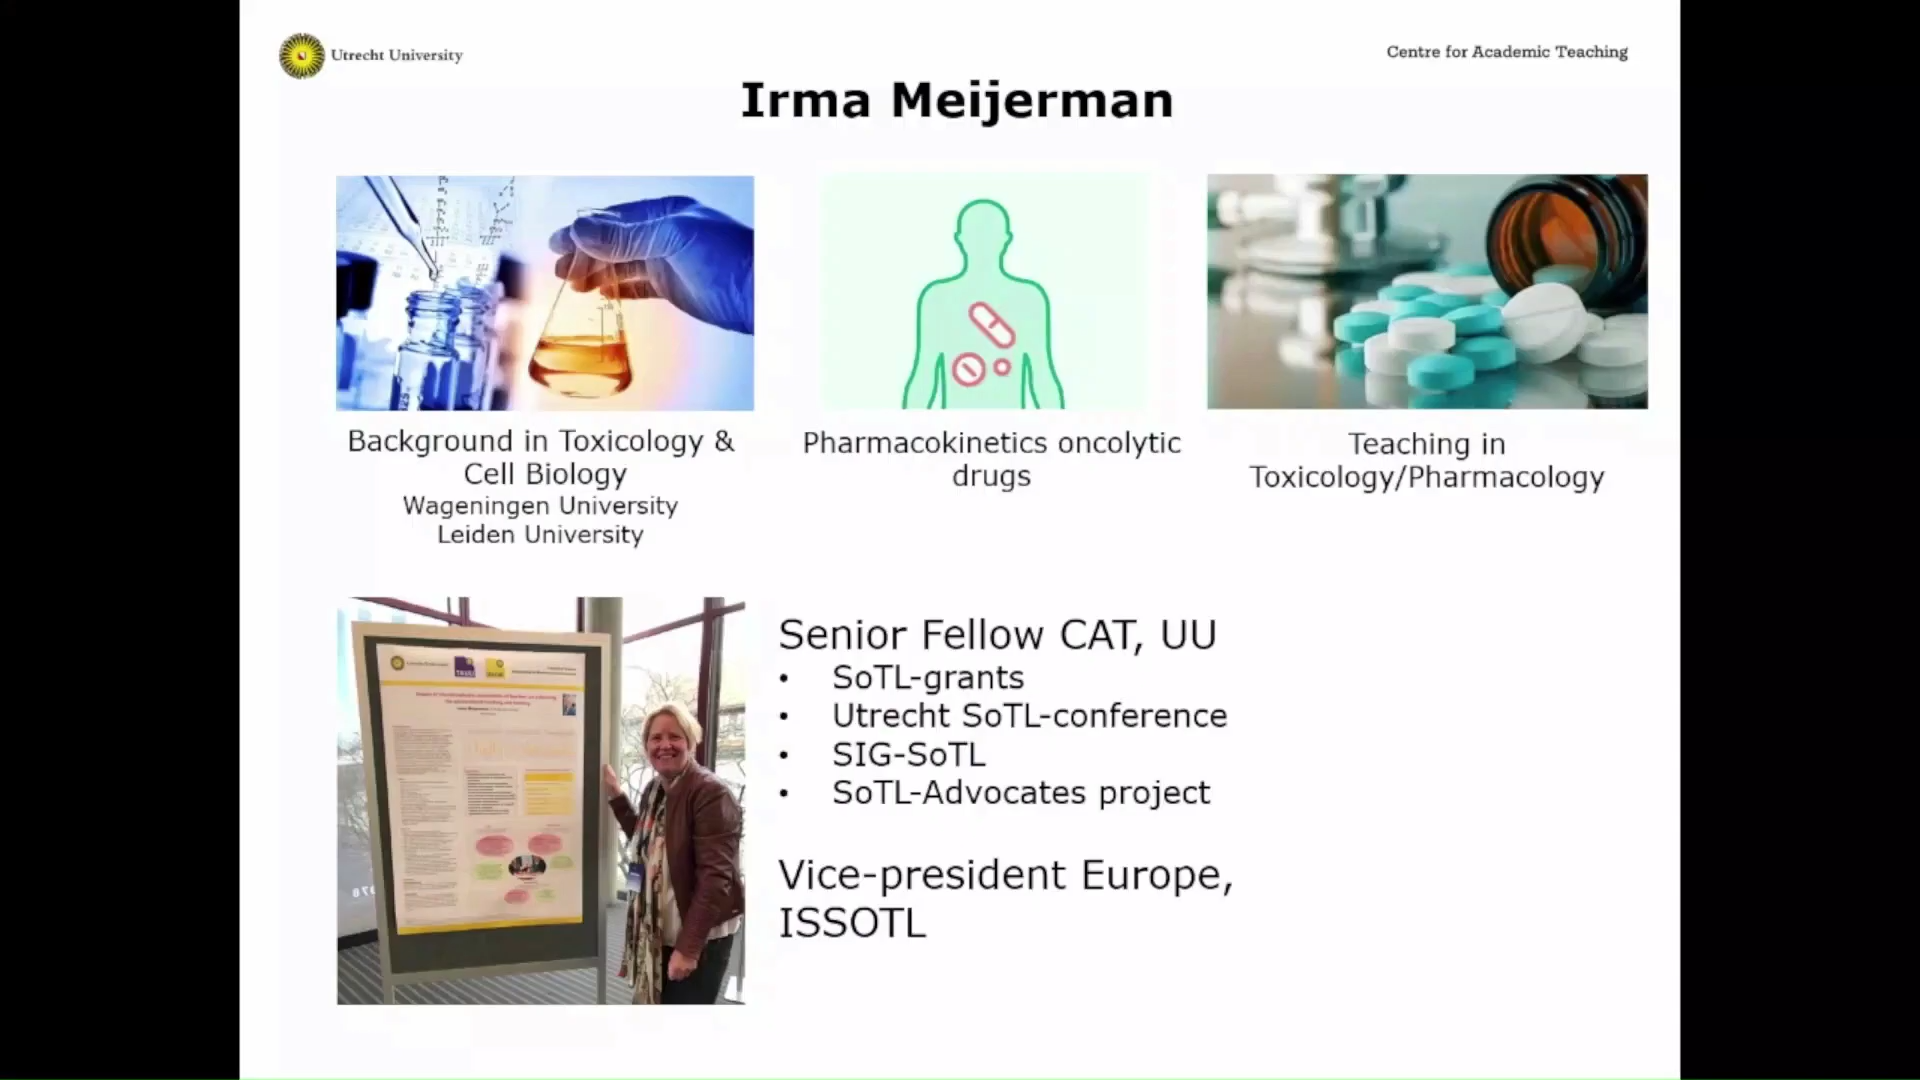 Utrecht University
Centre for Academic Teaching
Irma Meijerman
Background in Toxicology &
Cell Biology
Wageningen University
Leiden University
Pharmacokinetics oncolytic
drugs
Teaching in
Toxicology/Pharmacology
Senior Fellow CAT, UU
• SoTL-grants
• Utrecht SoTL-conference
• SIG-SoTL
• SoTL-Advocates project
Vice-president Europe,
ISSOTL